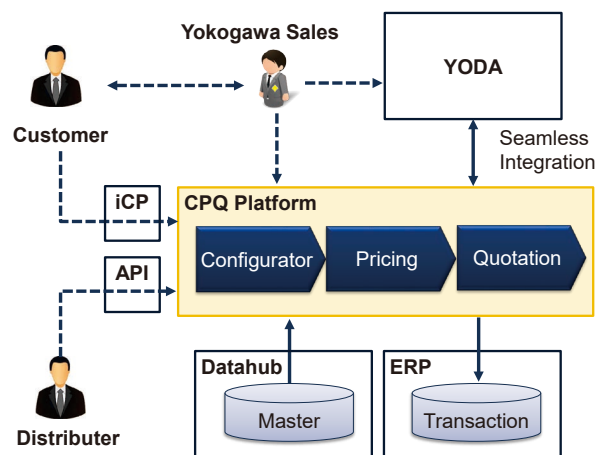 Yokogawa Sales
YODA
Customer
Seamless
Integration
iCP
CPQ Platform
Configurator
Pricing
Quotation
API
Datahub
ERP
Master
Transaction
Distributer